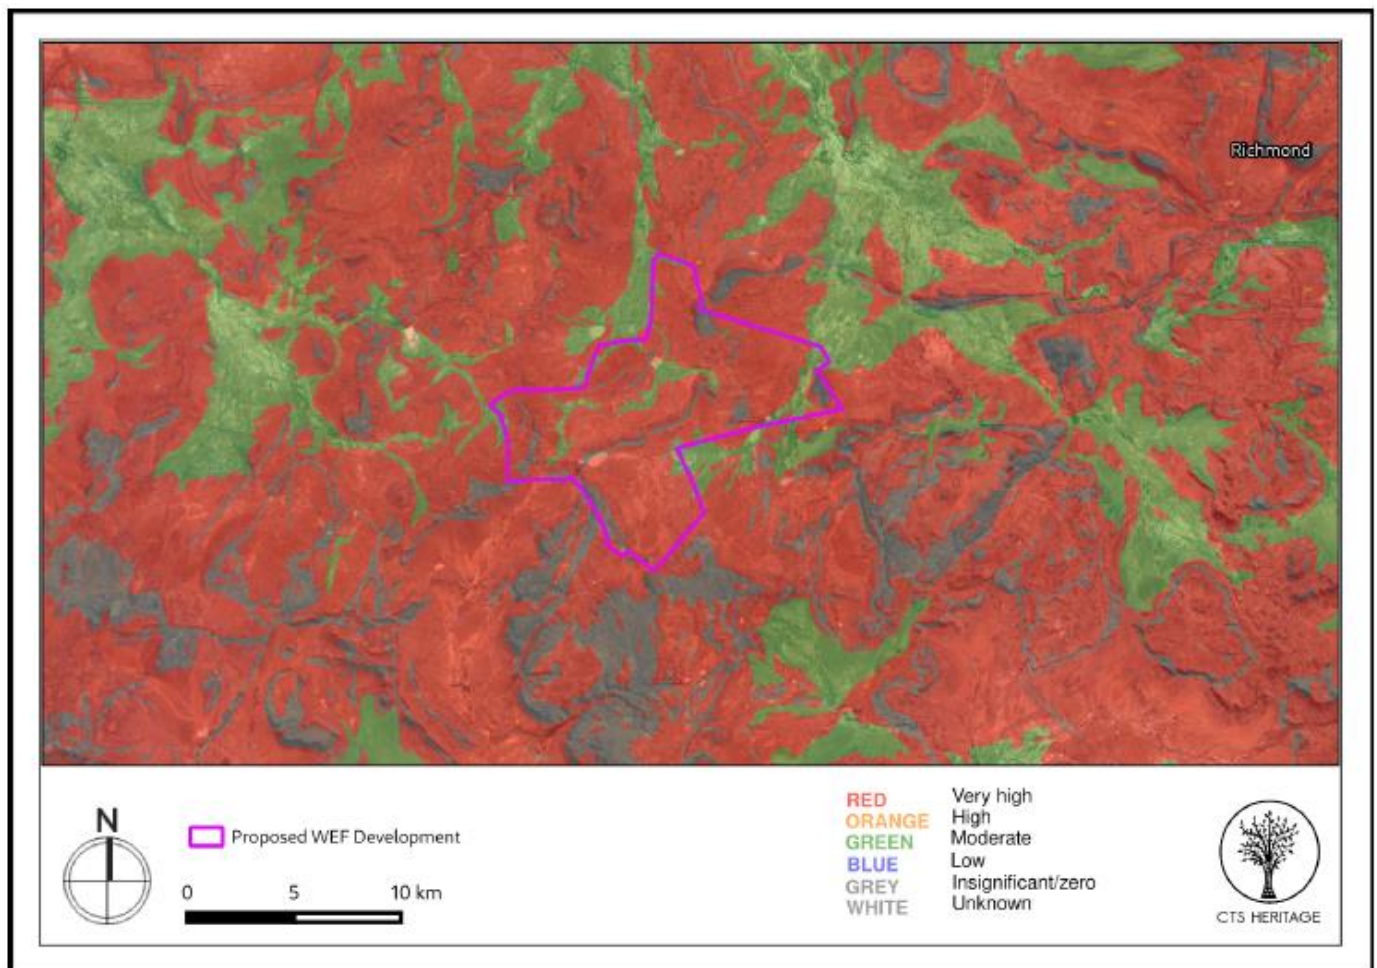 Richmond
N
Proposed WEF Development
0 5 10 km
RED Very high
ORANGE High
GREEN Moderate
BLUE Low
GREY Insignificant/zero
WHITE Unknown
CTS HERITAGE